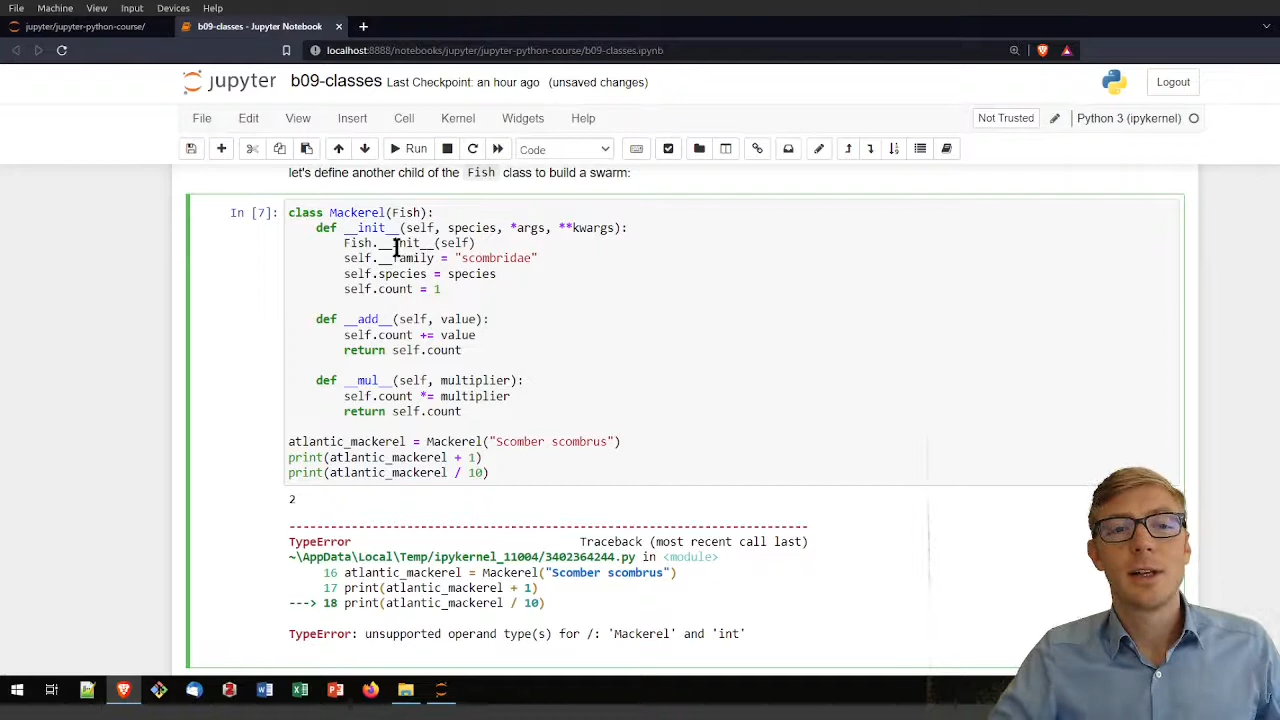 File Machine View Input Devices Help
jupyter/jupyter-python-course/
b09-classes - Jupyter Notebook
localhost:8888/notebooks/jupyter/jupyter-python-course/b09-classes.ipynb
jupyter b09-classes Last Checkpoint: an hour ago (unsaved changes)
Logout
File Edit View Insert Cell Kernel Widgets Help
Not Trusted
Python 3 (ipykernel)
Run
Code
let's define another child of the Fish class to build a swarm:
In [7]: class Mackerel(Fish):
def __init__(self, species, *args, **kwargs):
Fish.__init__(self)
self.__family = "scombridae"
self.species = species
self.count = 1
def __add__(self, value):
self.count += value
return self.count
def __mul__(self, multiplier):
self.count *= multiplier
return self.count
atlantic_mackerel = Mackerel("Scomber scombrus")
print(atlantic_mackerel + 1)
print(atlantic_mackerel / 10)
2
---------------------------------------------------------------------------
TypeError Traceback (most recent call last)
~\AppData\Local\Temp/ipykernel_11004/3402364244.py in <module>
16 atlantic_mackerel = Mackerel("Scomber scombrus")
17 print(atlantic_mackerel + 1)
---> 18 print(atlantic_mackerel / 10)
TypeError: unsupported operand type(s) for /: 'Mackerel' and 'int'